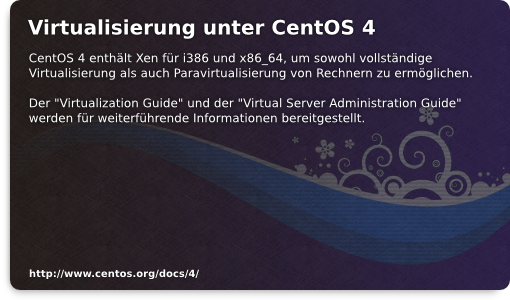 Virtualisierung unter CentOS 4
CentOS 4 enthält Xen für i386 und x86_64, um sowohl vollständige
Virtualisierung als auch Paravirtualisierung von Rechnern zu ermöglichen.
Der "Virtualization Guide" und der "Virtual Server Administration Guide"
werden für weiterführende Informationen bereitgestellt.
http://www.centos.org/docs/4/